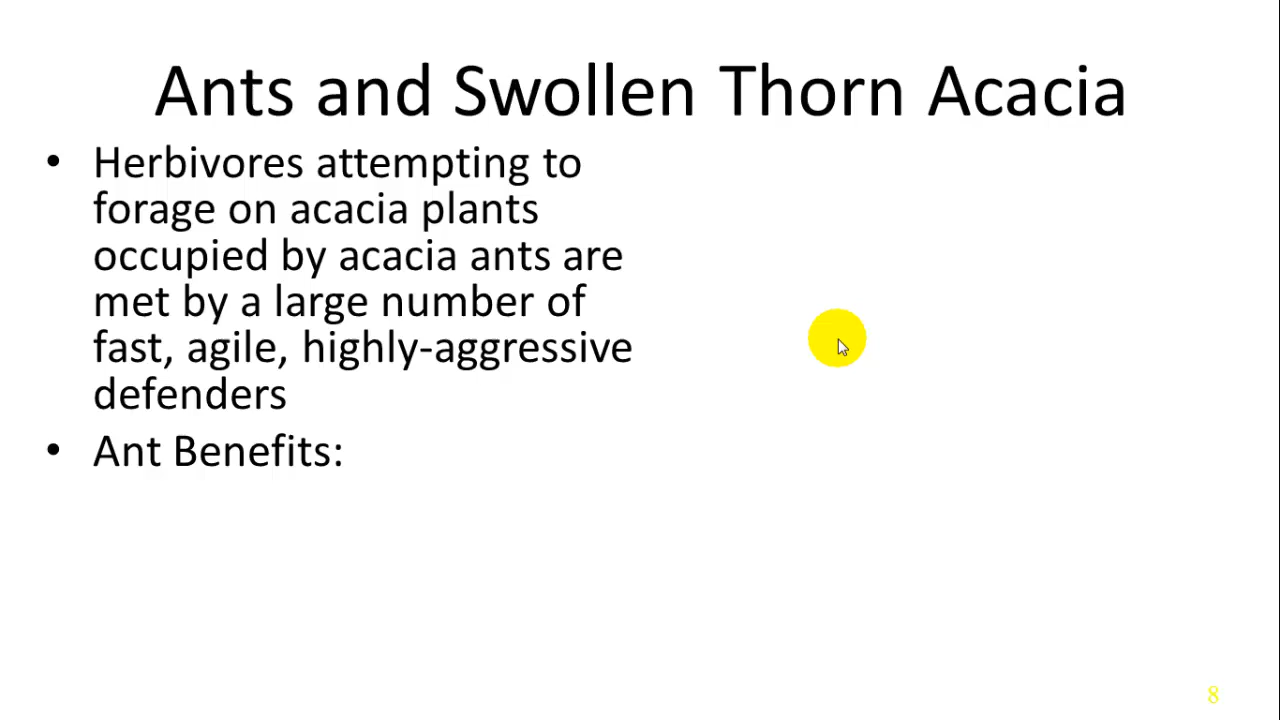 Ants and Swollen Thorn Acacia
• Herbivores attempting to
forage on acacia plants
occupied by acacia ants are
met by a large number of
fast, agile, highly-aggressive
defenders
• Ant Benefits:
8